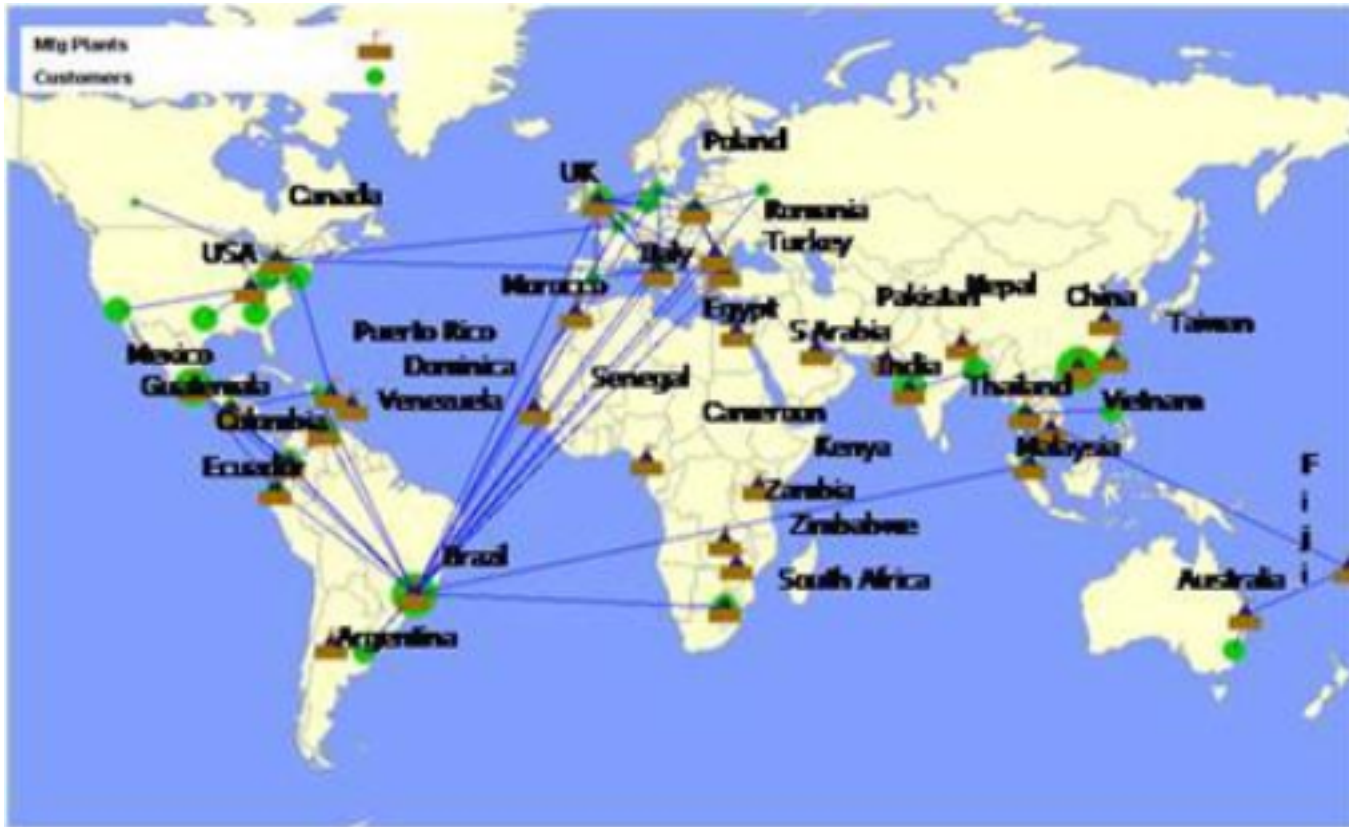 Mfg Plants
Customers
Poland
UK
Canada
Romania
USA
Italy
Turkey
Morocco
Pakistan
Nepal
China
Egypt
S Arabia
Taiwan
Puerto Rico
Mexico
Dominica
India
Guatemala
Senegal
Thailand
Venezuela
Vietnam
Colombia
Cameroon
Kenya
Malaysia
Ecuador
Zambia
Zimbabwe
Brazil
South Africa
Australia
Argentina
F
i
j
i